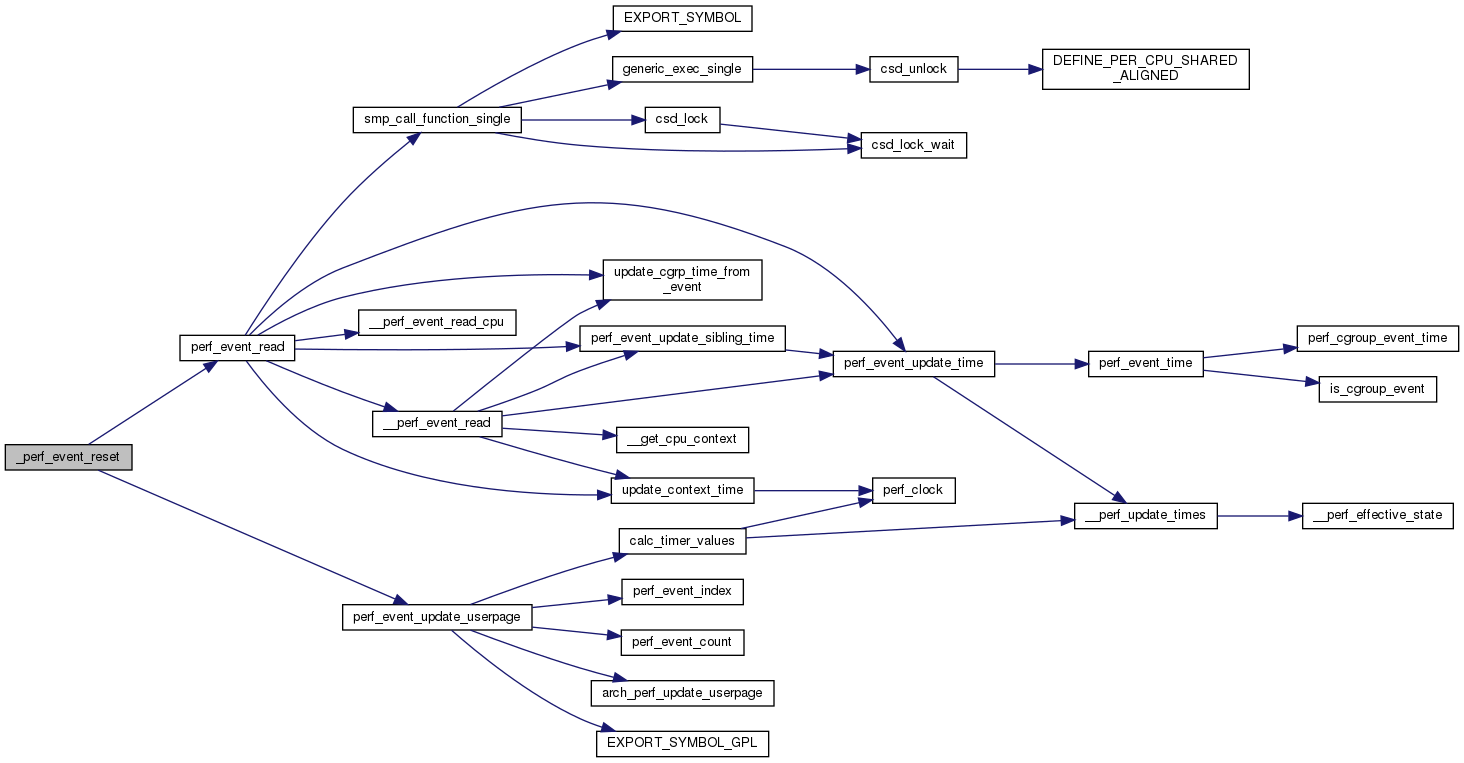 EXPORT_SYMBOL
generic_exec_single
csd_unlock
DEFINE_PER_CPU_SHARED
_ALIGNED
smp_call_function_single
csd_lock
csd_lock_wait
update_cgrp_time_from
_event
__perf_event_read_cpu
perf_event_read
perf_event_update_sibling_time
perf_event_update_time
perf_event_time
perf_cgroup_event_time
is_cgroup_event
__perf_event_read
__get_cpu_context
_perf_event_reset
update_context_time
perf_clock
__perf_update_times
__perf_effective_state
calc_timer_values
perf_event_index
perf_event_update_userpage
perf_event_count
arch_perf_update_userpage
EXPORT_SYMBOL_GPL